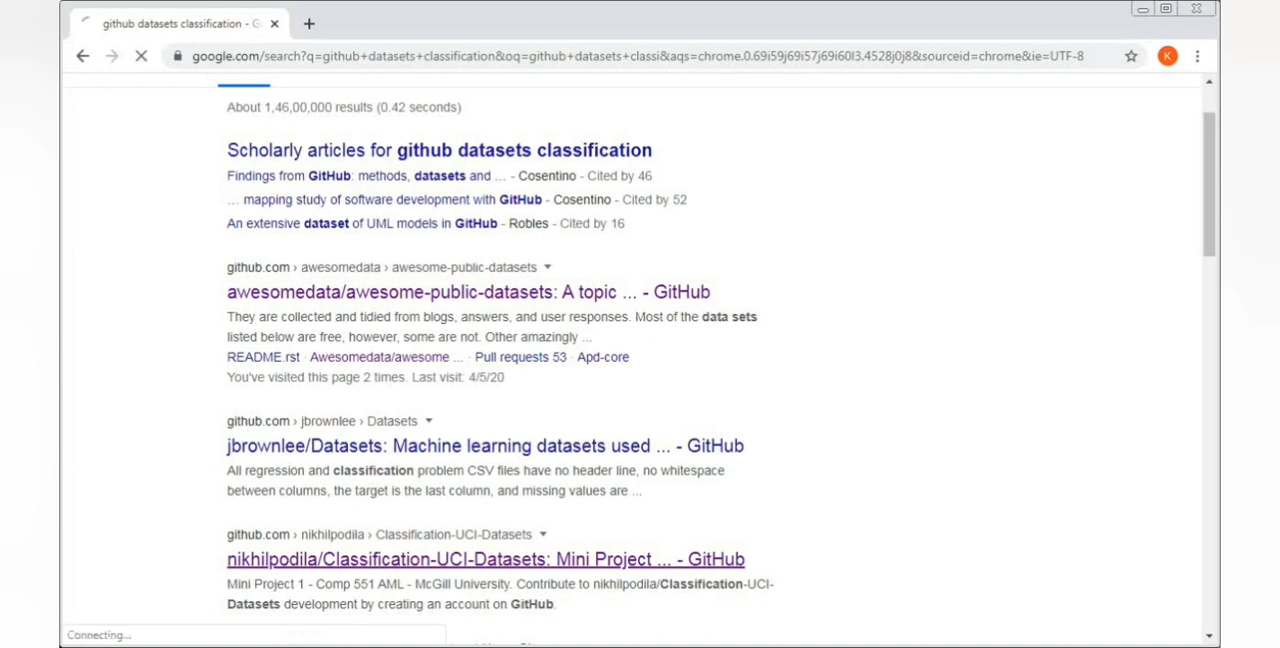 github datasets classification - G
google.com/search?q=github+datasets+classification&oq=github+datasets+classi&aqs=chrome.0.69i59j69i57j69i60l3.4528j0j8&sourceid=chrome&ie=UTF-8
K
About 1,46,00,000 results (0.42 seconds)
Scholarly articles for github datasets classification
Findings from GitHub: methods, datasets and ... - Cosentino - Cited by 46
... mapping study of software development with GitHub - Cosentino - Cited by 52
An extensive dataset of UML models in GitHub - Robles - Cited by 16
github.com › awesomedata › awesome-public-datasets
awesomedata/awesome-public-datasets: A topic ... - GitHub
They are collected and tidied from blogs, answers, and user responses. Most of the data sets
listed below are free, however, some are not. Other amazingly ...
README.rst · Awesomedata/awesome ... · Pull requests 53 · Apd-core
You've visited this page 2 times. Last visit: 4/5/20
github.com › jbrownlee › Datasets
jbrownlee/Datasets: Machine learning datasets used ... - GitHub
All regression and classification problem CSV files have no header line, no whitespace
between columns, the target is the last column, and missing values are ...
github.com › nikhilpodila › Classification-UCI-Datasets
nikhilpodila/Classification-UCI-Datasets: Mini Project ... - GitHub
Mini Project 1 - Comp 551 AML - McGill University. Contribute to nikhilpodila/Classification-UCI-
Datasets development by creating an account on GitHub.
Connecting...